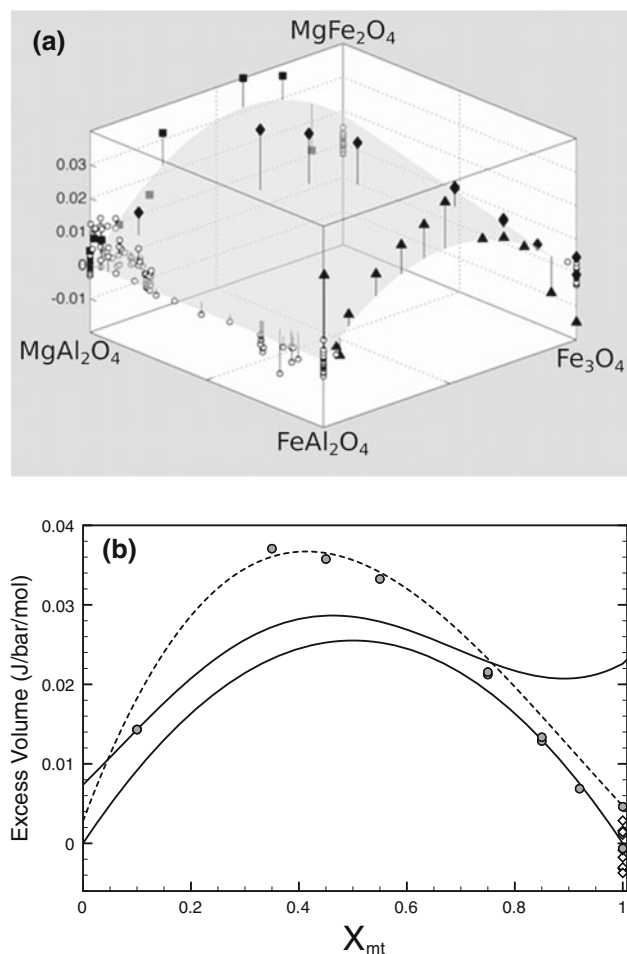 (a)
MgFe₂O₄
0.03
0.02
0.01
0
-0.01
MgAl₂O₄
Fe₃O₄
FeAl₂O₄
(b)
Excess Volume (J/bar/mol)
0.04
0.03
0.02
0.01
0
0 0.2 0.4 0.6 0.8 1
X_mt